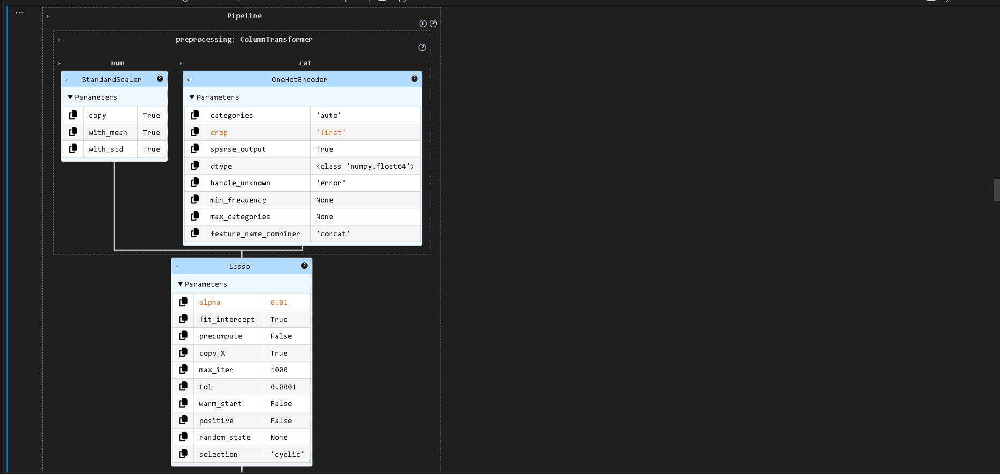 ...
Pipeline
preprocessing: ColumnTransformer
num
cat
StandardScaler
Parameters
copy True
with_mean True
with_std True
OneHotEncoder
Parameters
categories 'auto'
drop 'first'
sparse_output True
dtype <class 'numpy.float64'>
handle_unknown 'error'
min_frequency None
max_categories None
feature_name_combiner 'concat'
Lasso
Parameters
alpha 0.01
fit_intercept True
precompute False
copy_X True
max_iter 1000
tol 0.0001
warm_start False
positive False
random_state None
selection 'cyclic'